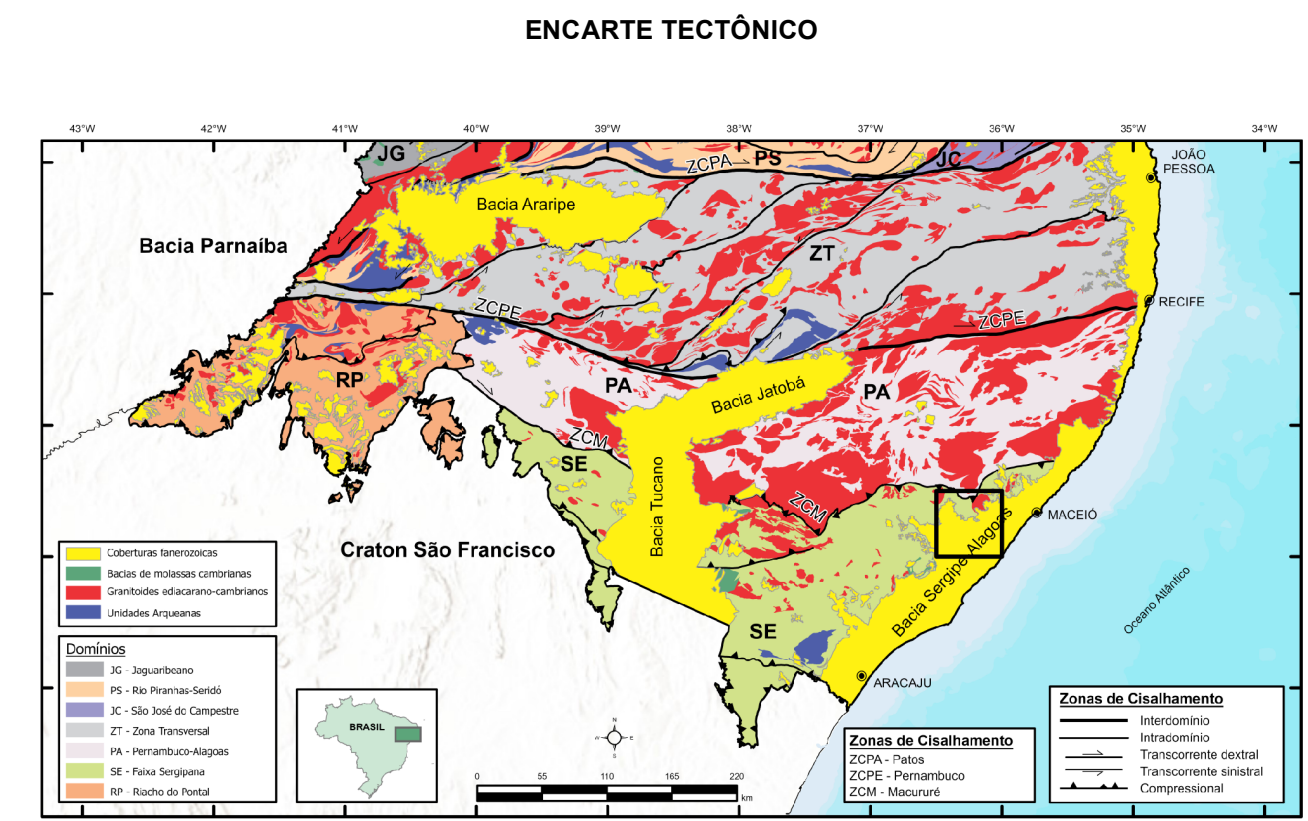 ENCARTE TECTÔNICO
43°W 42°W 41°W 40°W 39°W 38°W 37°W 36°W 35°W 34°W
JG
ZCPA
PS
JC
JOÃO
PESSOA
Bacia Araripe
Bacia Parnaíba
ZT
ZCPE
ZCPE
RECIFE
RP
PA
Bacia Jatobá
PA
ZCM
SE
Bacia Tucano
ZCM
MACEIÓ
Craton São Francisco
Bacia Sergipe Alagoas
Oceano Atlântico
SE
ARACAJU
Coberturas fanerozoicas
Bacias de molassas cambrianas
Granitoides ediacarano-cambrianos
Unidades Arqueanas
Domínios
JG - Jaguaribeano
PS - Rio Piranhas-Seridó
JC - São José do Campestre
ZT - Zona Transversal
PA - Pernambuco-Alagoas
SE - Faixa Sergipana
RP - Riacho do Pontal
BRASIL
N
W E
S
0 55 110 165 220
km
Zonas de Cisalhamento
ZCPA - Patos
ZCPE - Pernambuco
ZCM - Macururé
Zonas de Cisalhamento
Interdomínio
Intradomínio
Transcorrente dextral
Transcorrente sinistral
Compressional